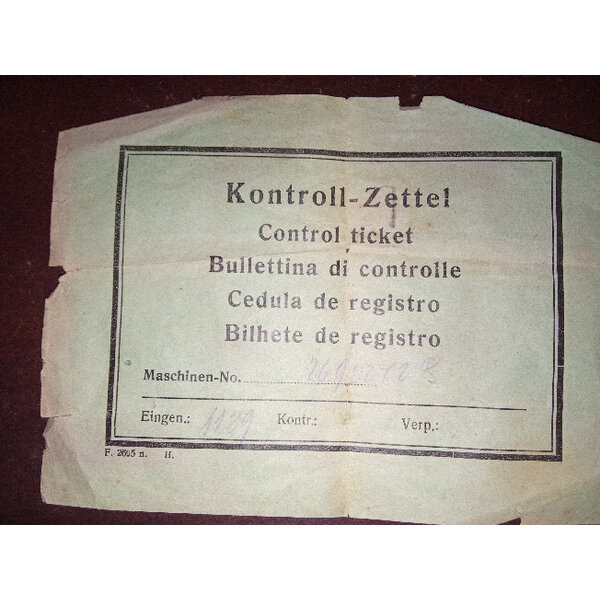 Kontroll-Zettel
Control ticket
Bullettina di controlle
Cedula de registro
Bilhete de registro
Maschinen-No.
Eingen.: Kontr.: Verp.:
F. 2605 n. H.